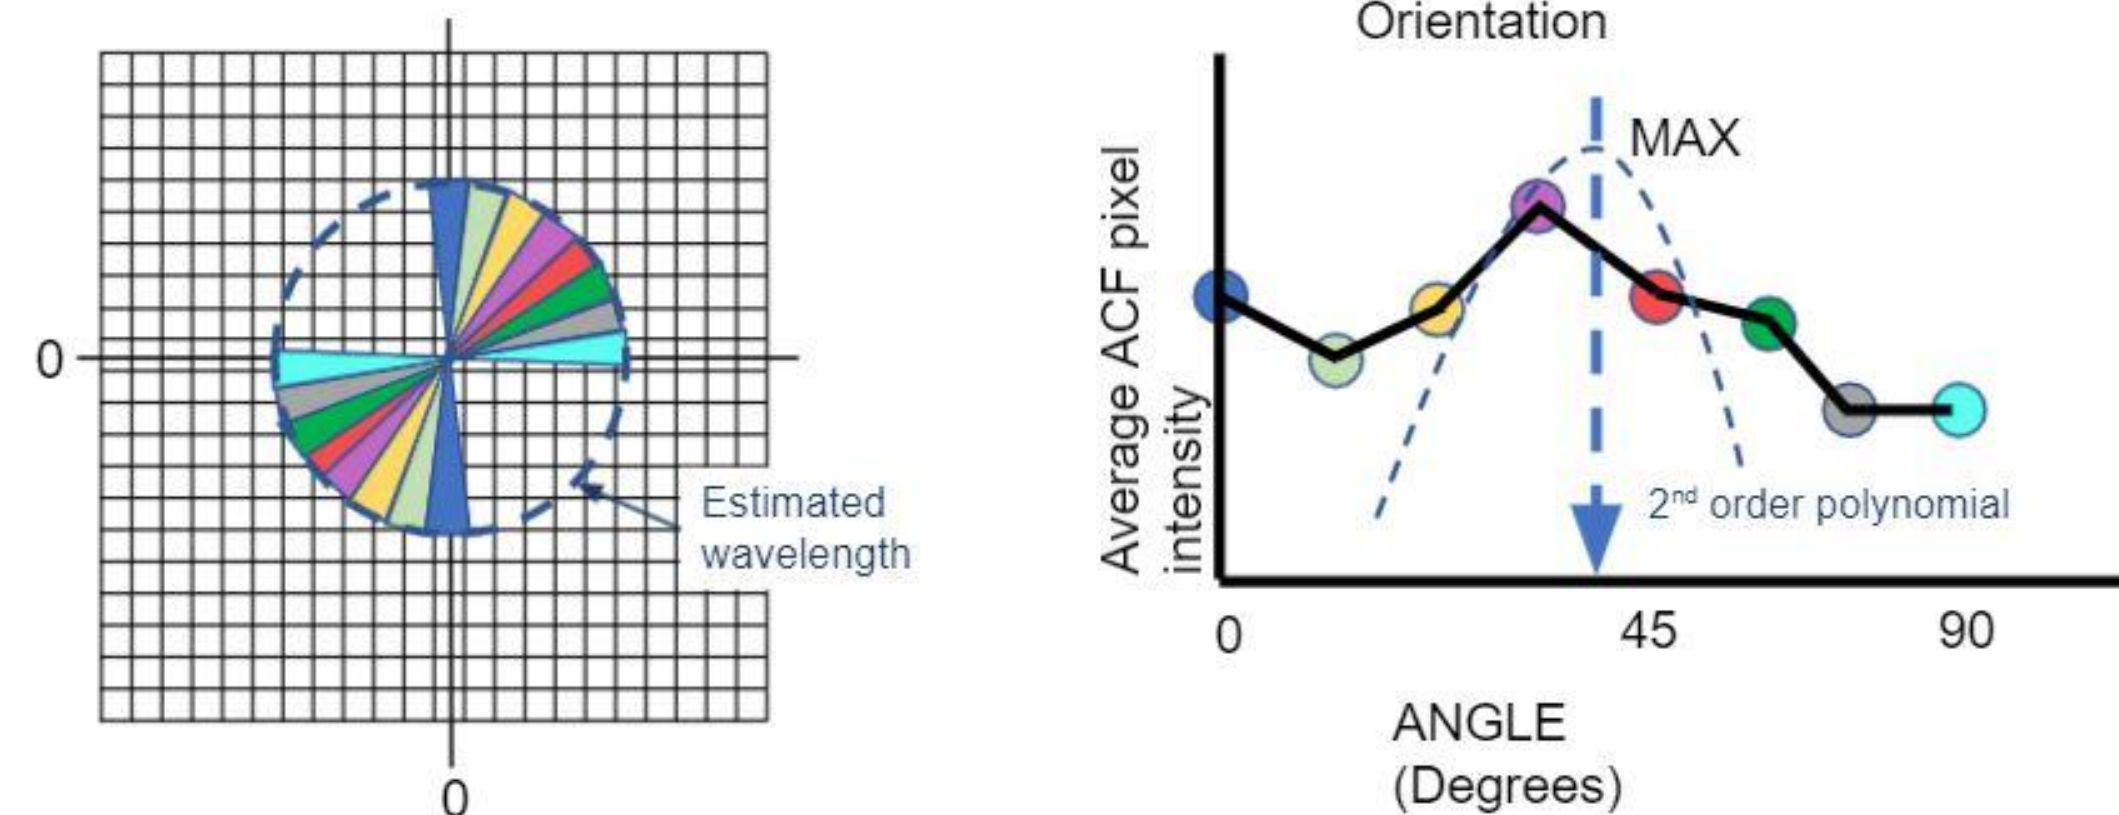 0
0
Estimated
wavelength
Orientation
MAX
Average ACF pixel
intensity
2nd order polynomial
0
45
90
ANGLE
(Degrees)